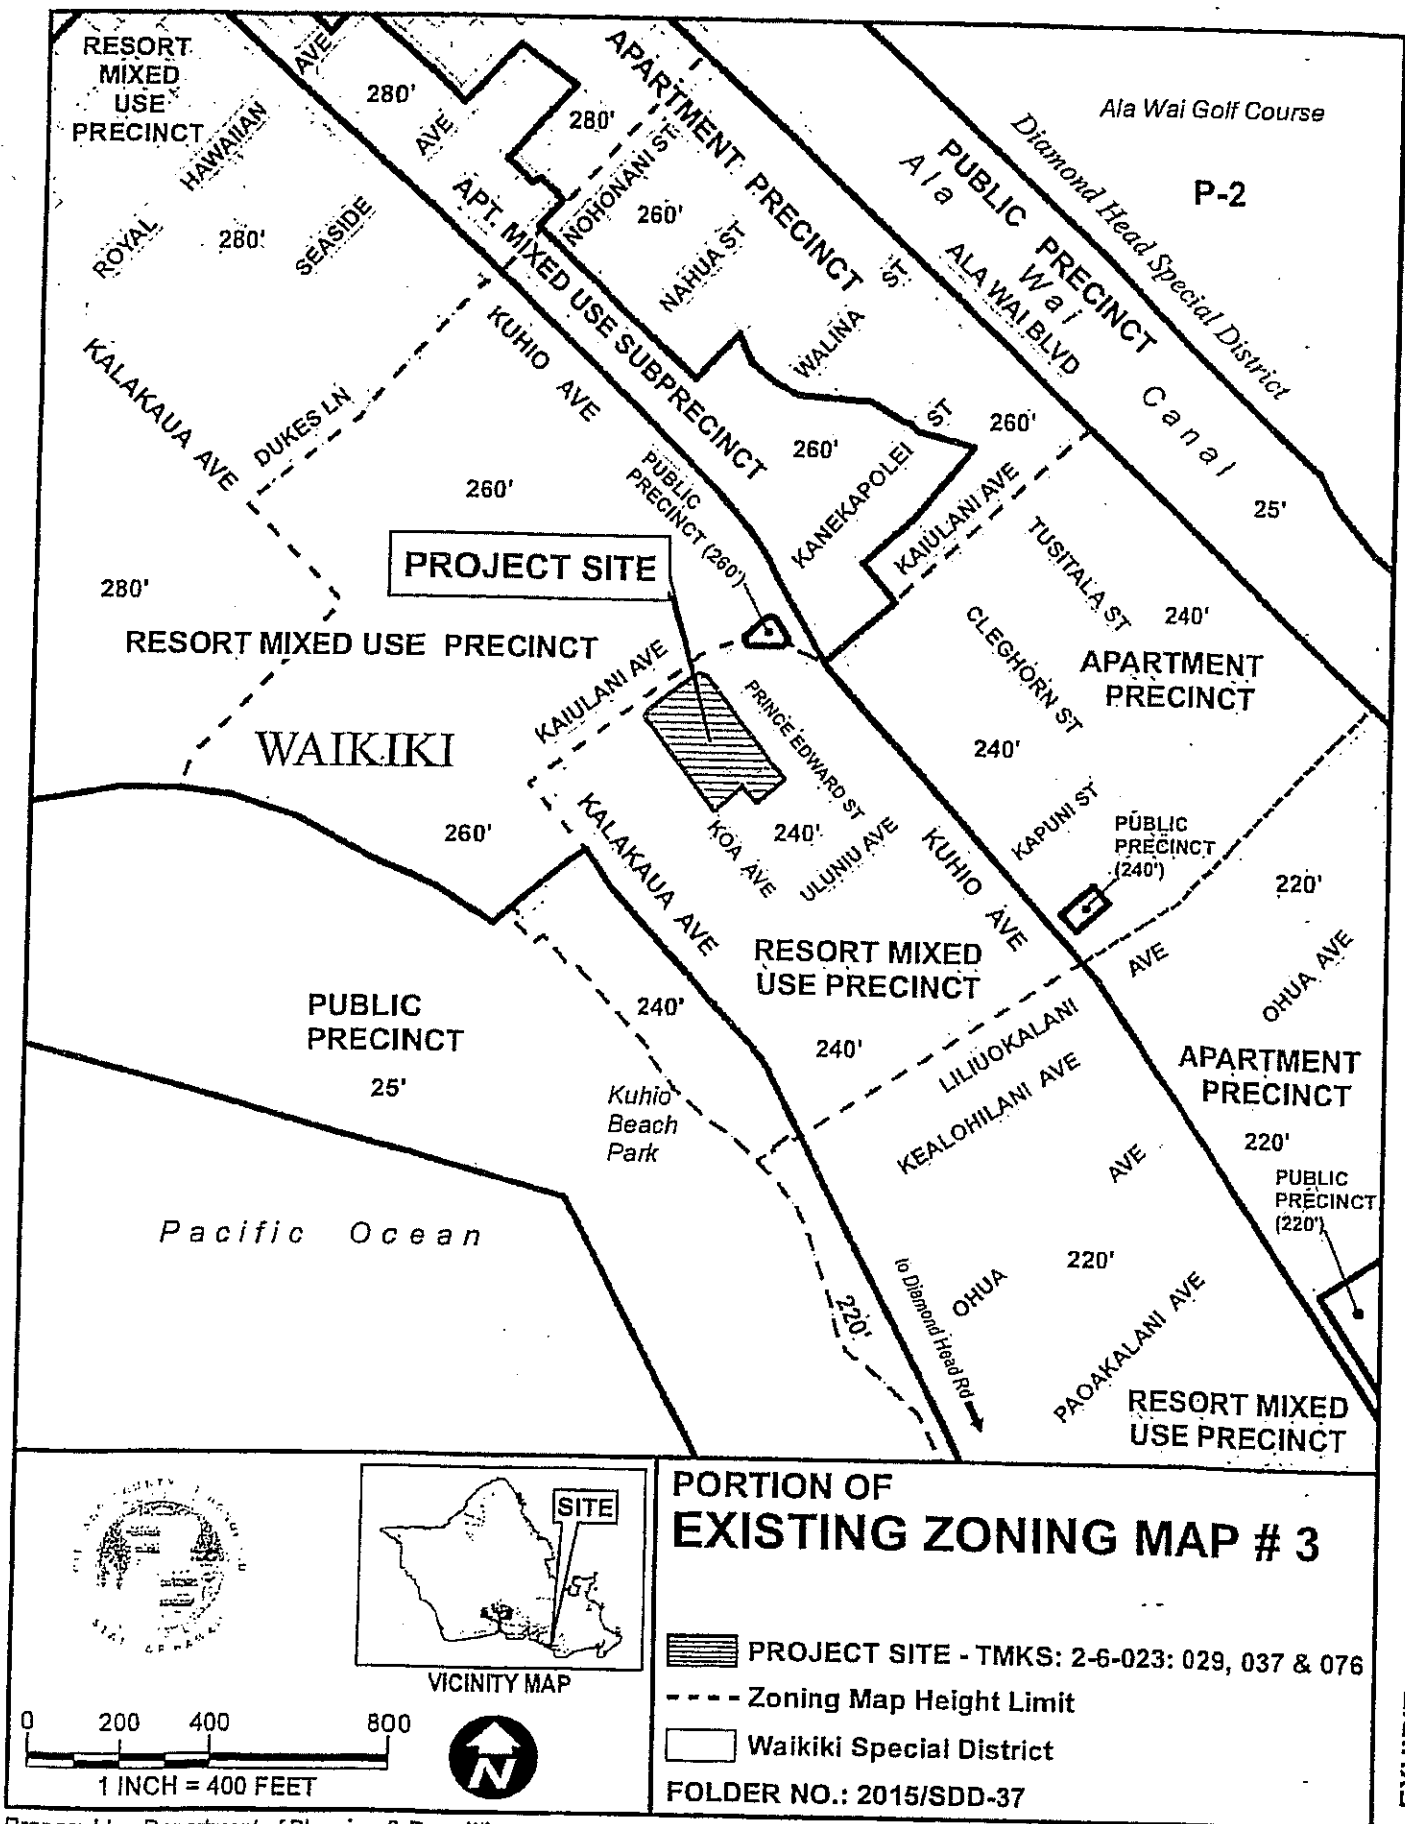 RESORT
MIXED
USE
PRECINCT
AVE
280'
AVE
280'
APARTMENT PRECINCT
Ala Wai Golf Course
P-2
Diamond Head Special District
PUBLIC PRECINCT
Ala Wai Canal
ALA WAI BLVD
ROYAL HAWAIIAN
280'
SEASIDE
APT. MIXED USE SUBPRECINCT
NOHONANI ST
260'
NAHUA ST
ST.
WALINA
ST
KALAKAUA AVE
DUKES LN
KUHIO AVE
260'
PUBLIC
PRECINCT (260')
260'
KANEKAPOLEI
260'
KAIULANI AVE
25'
TUSITALA ST
PROJECT SITE
280'
RESORT MIXED USE PRECINCT
CLEGHORN ST
240'
APARTMENT
PRECINCT
KAIULANI AVE
PRINCE EDWARD ST
WAIKIKI
240'
260'
KALAKAUA AVE
KOA AVE
240'
ULUNIU AVE
KUHIO AVE
KAPUNI ST
PUBLIC
PRECINCT
(240')
220'
RESORT MIXED
USE PRECINCT
AVE
OHUA AVE
PUBLIC
PRECINCT
25'
240'
240'
LILIUOKALANI
KEALOHILANI AVE
APARTMENT
PRECINCT
Kuhio
Beach
Park
AVE
220'
PUBLIC
PRECINCT
(220')
Pacific Ocean
220'
to Diamond Head Rd
OHUA
220'
PAOAKALANI AVE
RESORT MIXED
USE PRECINCT
SITE
VICINITY MAP
0 200 400 800
1 INCH = 400 FEET
N
PORTION OF
EXISTING ZONING MAP # 3
PROJECT SITE - TMKS: 2-6-023: 029, 037 & 076
Zoning Map Height Limit
Waikiki Special District
FOLDER NO.: 2015/SDD-37